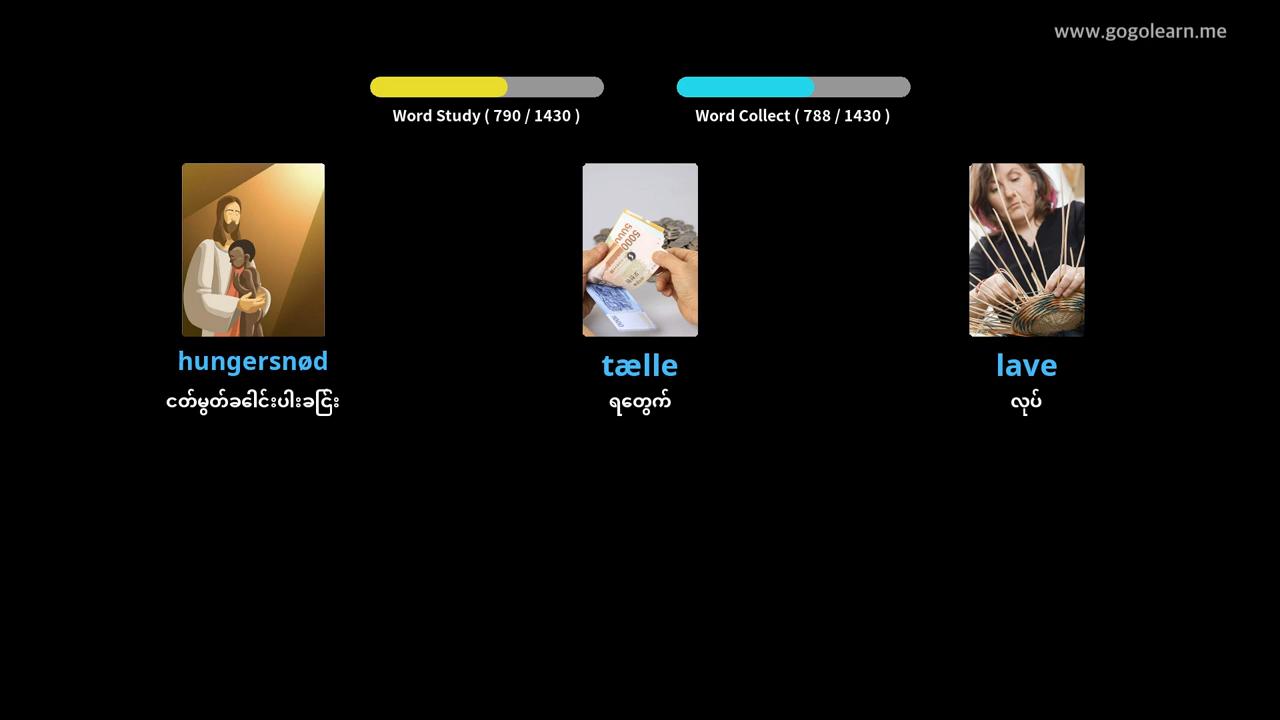 www.gogolearn.me
Word Study ( 790 / 1430 )
Word Collect ( 788 / 1430 )
hungersnød
ငတ်မွတ်ခေါင်းပါးခြင်း
tælle
ရေတွက်
lave
လုပ်